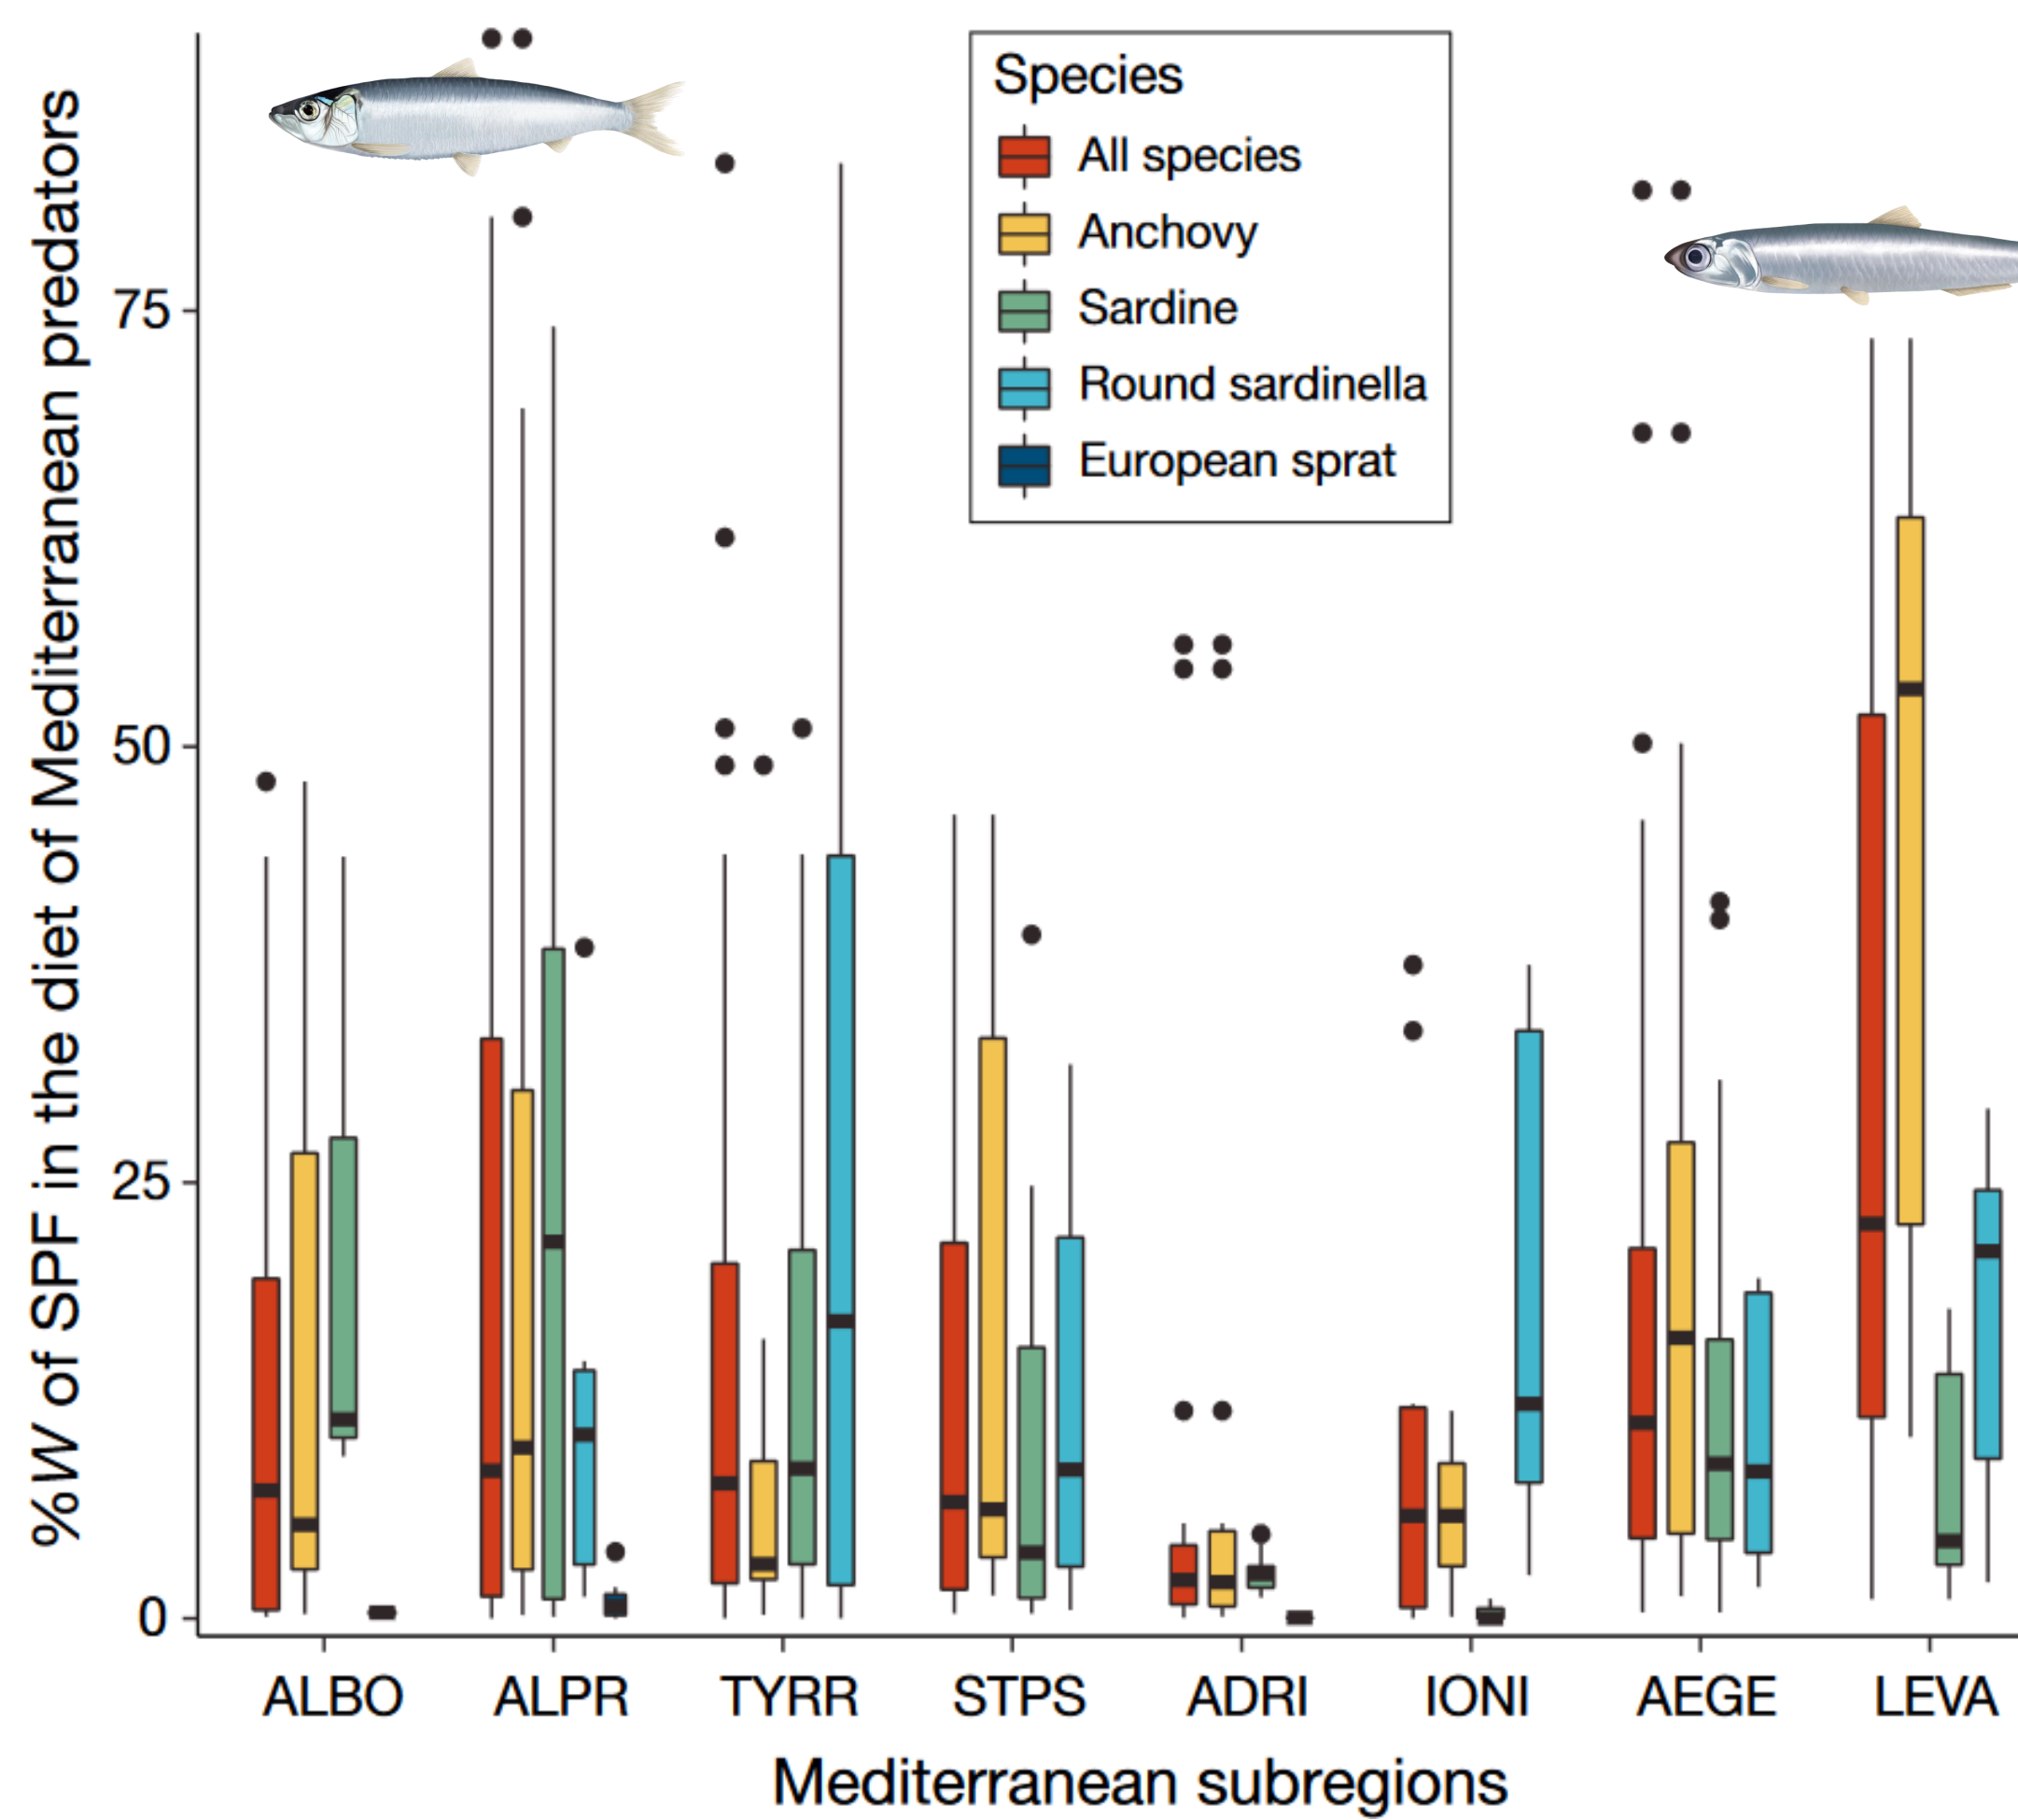 %W of SPF in the diet of Mediterranean predators
75
50
25
0
Species
All species
Anchovy
Sardine
Round sardinella
European sprat
ALBO ALPR TYRR STPS ADRI IONI AEGE LEVA
Mediterranean subregions